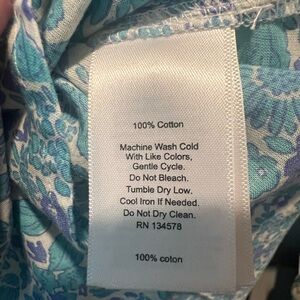 100% Cotton
Machine Wash Cold
With Like Colors,
Gentle Cycle.
Do Not Bleach.
Tumble Dry Low.
Cool Iron If Needed.
Do Not Dry Clean.
RN 134578
100% coton